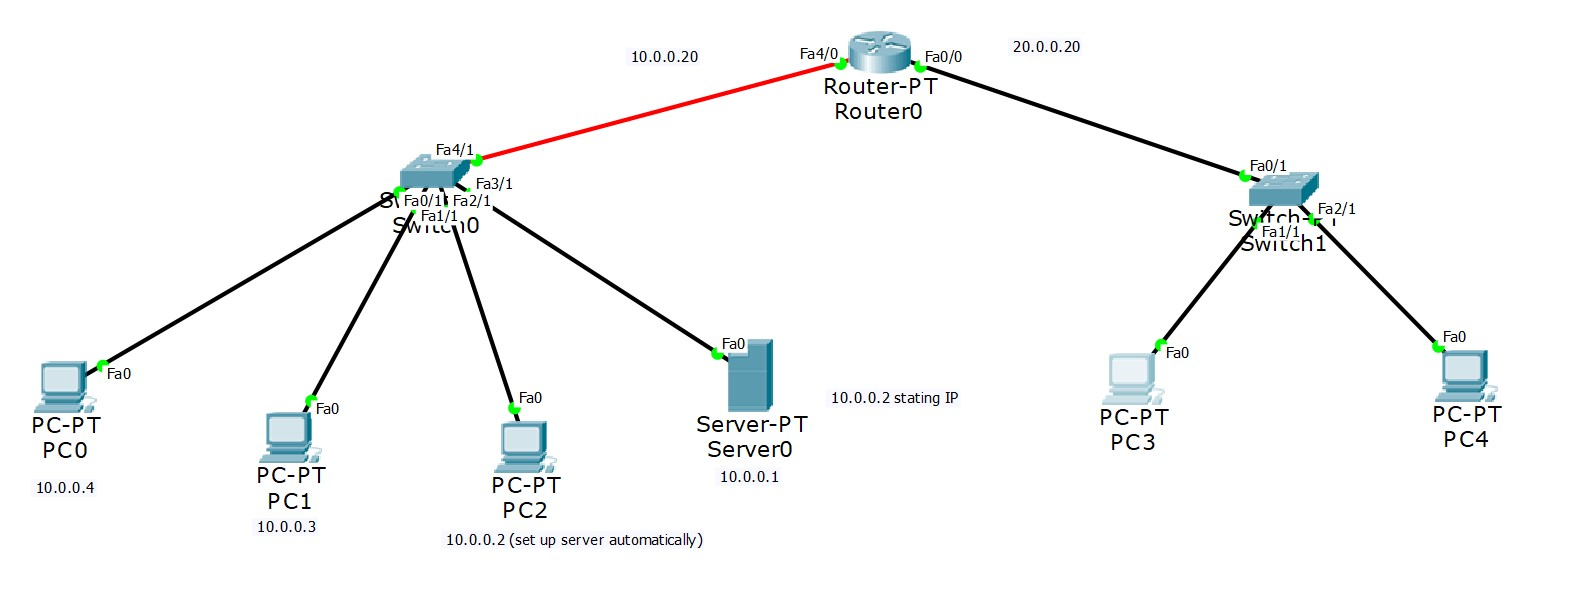 10.0.0.20
20.0.0.20
Fa4/0
Fa0/0
Router-PT
Router0
Fa4/1
Fa3/1
Fa0/1
Fa2/1
Fa1/1
Switch0
Fa0/1
Fa2/1
Fa1/1
Switch1
Fa0
PC-PT
PC0
10.0.0.4
Fa0
PC-PT
PC1
10.0.0.3
Fa0
PC-PT
PC2
10.0.0.2 (set up server automatically)
Fa0
Server-PT
Server0
10.0.0.1
10.0.0.2 stating IP
Fa0
PC-PT
PC3
Fa0
PC-PT
PC4